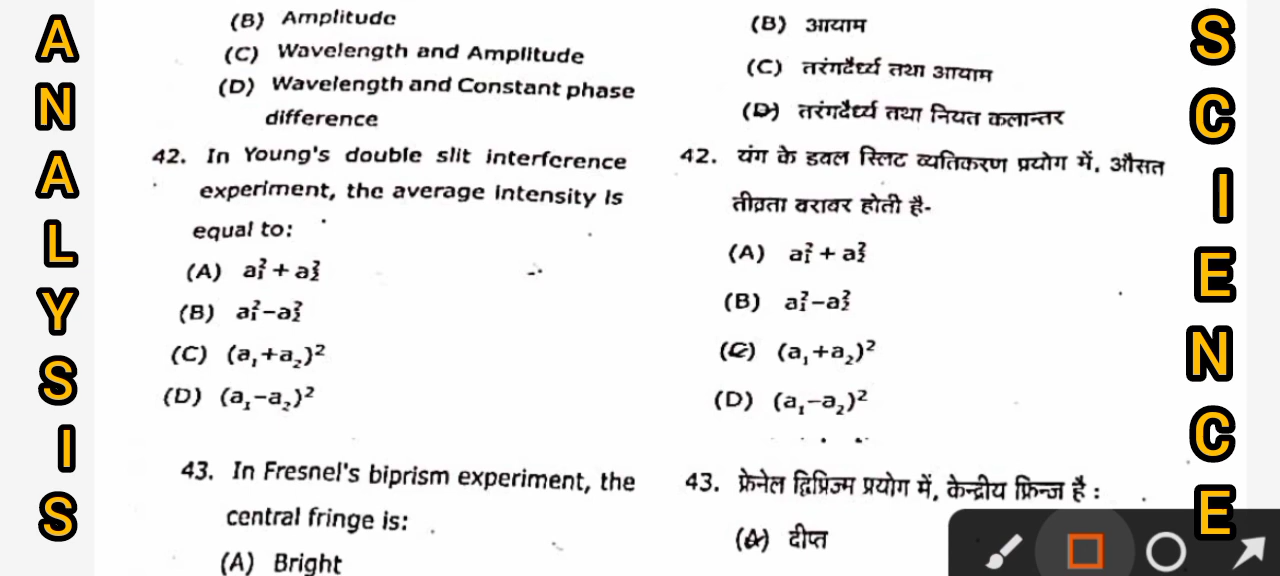 ANALYSIS
(B) Amplitude
(C) Wavelength and Amplitude
(D) Wavelength and Constant phase
difference
42. In Young's double slit interference
experiment, the average intensity is
equal to:
(A) a₁² + a₂²
(B) a₁²–a₂²
(C) (a₁+a₂)²
(D) (a₁–a₂)²
43. In Fresnel's biprism experiment, the
central fringe is:
(A) Bright
(B) आयाम
(C) तरंगदैर्ध्य तथा आयाम
(D) तरंगदैर्ध्य तथा नियत कलान्तर
42. यंग के डबल स्लिट व्यतिकरण प्रयोग में, औसत
तीव्रता बराबर होती है-
(A) a₁² + a₂²
(B) a₁²–a₂²
(C) (a₁+a₂)²
(D) (a₁–a₂)²
43. फ्रेनेल द्विप्रिज्म प्रयोग में, केन्द्रीय फ्रिन्ज है :
(A) दीप्त
SCIENCE